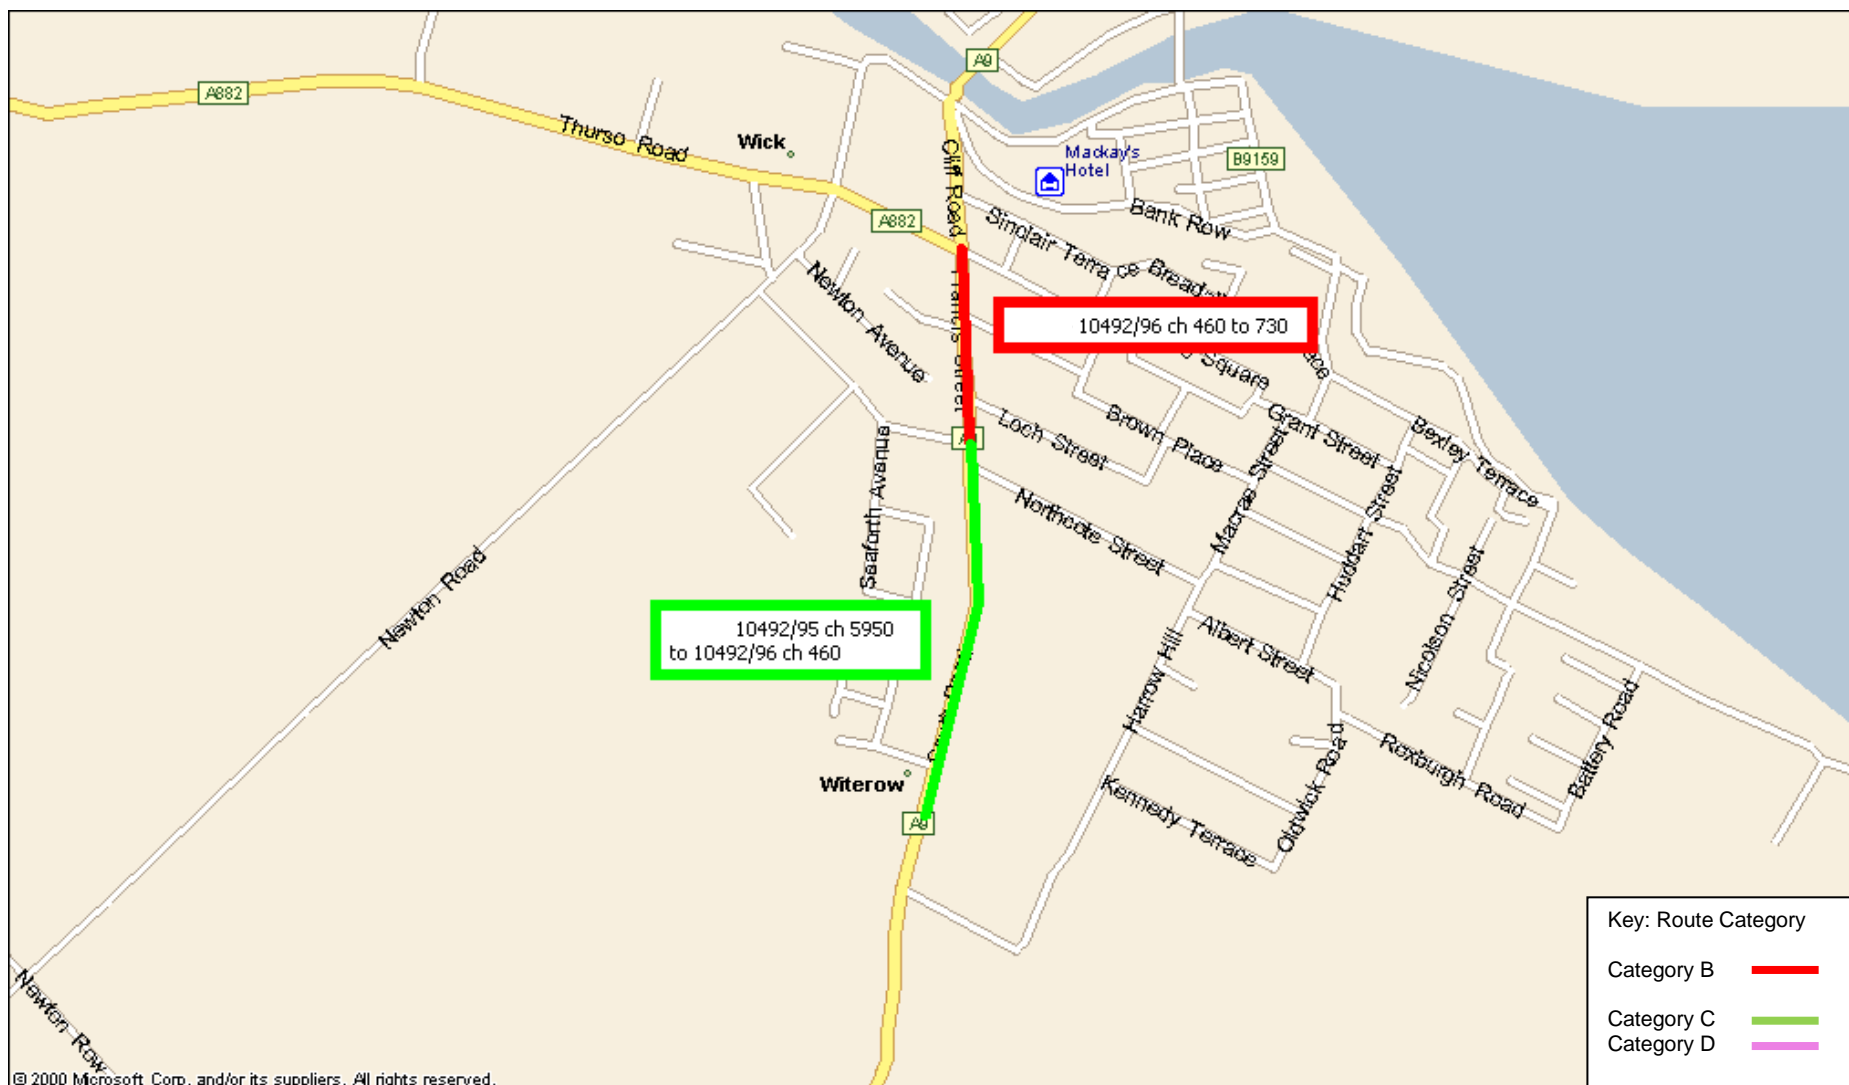 A9
A882
Thurso Road
Wick
Cliff Road
Mackay's
Hotel
B9159
A882
Bank Row
Sinclair Terrace
Newton Avenue
Francis Street
10492/96 ch 460 to 730
Square
Loch Street
Brown Place
Grant Street
Bexley Terrace
Seaforth Avenue
Northcote Street
Macrae Street
Huddart Street
Nicolson Street
Newton Road
10492/95 ch 5950
to 10492/96 ch 460
Albert Street
Harrow Hill
Witerow
A9
Kennedy Terrace
Oldwick Road
Roxburgh Road
Battery Road
Newton Row
Key: Route Category
Category B
Category C
Category D
© 2000 Microsoft Corp. and/or its suppliers. All rights reserved.